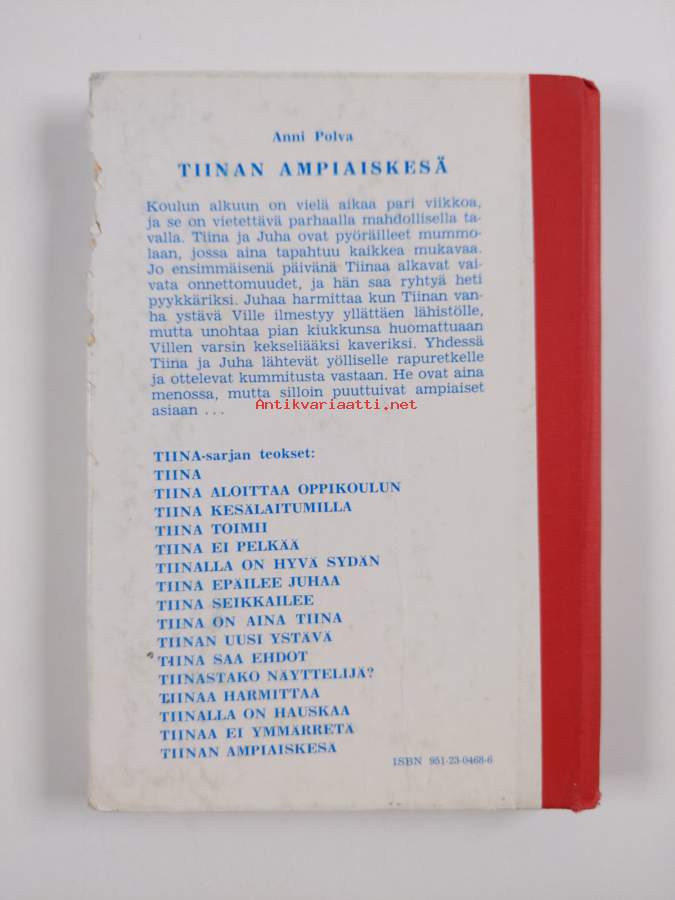 Anni Polva
TIINAN AMPIAISKESÄ
Koulun alkuun on vielä aikaa pari viikkoa,
ja se on vietettävä parhaalla mahdollisella ta-
valla. Tiina ja Juha ovat pyöräilleet mummo-
laan, jossa aina tapahtuu kaikkea mukavaa.
Jo ensimmäisenä päivänä Tiinaa alkavat vai-
vata onnettomuudet, ja hän saa ryhtyä heti
pyykkäriksi. Juhaa harmittaa kun Tiinan van-
ha ystävä Ville ilmestyy yllättäen lähistölle,
mutta unohtaa pian kiukkunsa huomattuaan
Villen varsin kekseliääksi kaveriksi. Yhdessä
Tiina ja Juha lähtevät yölliselle rapuretkelle
ja ottelevat kummitusta vastaan. He ovat aina
menossa, mutta silloin puuttuivat ampiaiset
asiaan ...
Antikvariaatti.net
TIINA-sarjan teokset:
TIINA
TIINA ALOITTAA OPPIKOULUN
TIINA KESÄLAITUMILLA
TIINA TOIMII
TIINA EI PELKÄÄ
TIINALLA ON HYVÄ SYDÄN
TIINA EPÄILEE JUHAA
TIINA SEIKKAILEE
TIINA ON AINA TIINA
TIINAN UUSI YSTÄVÄ
TIINA SAA EHDOT
TIINASTAKO NÄYTTELIJÄ?
TIINAA HARMITTAA
TIINALLA ON HAUSKAA
TIINAA EI YMMÄRRETÄ
TIINAN AMPIAISKESÄ
ISBN 951-23-0468-6